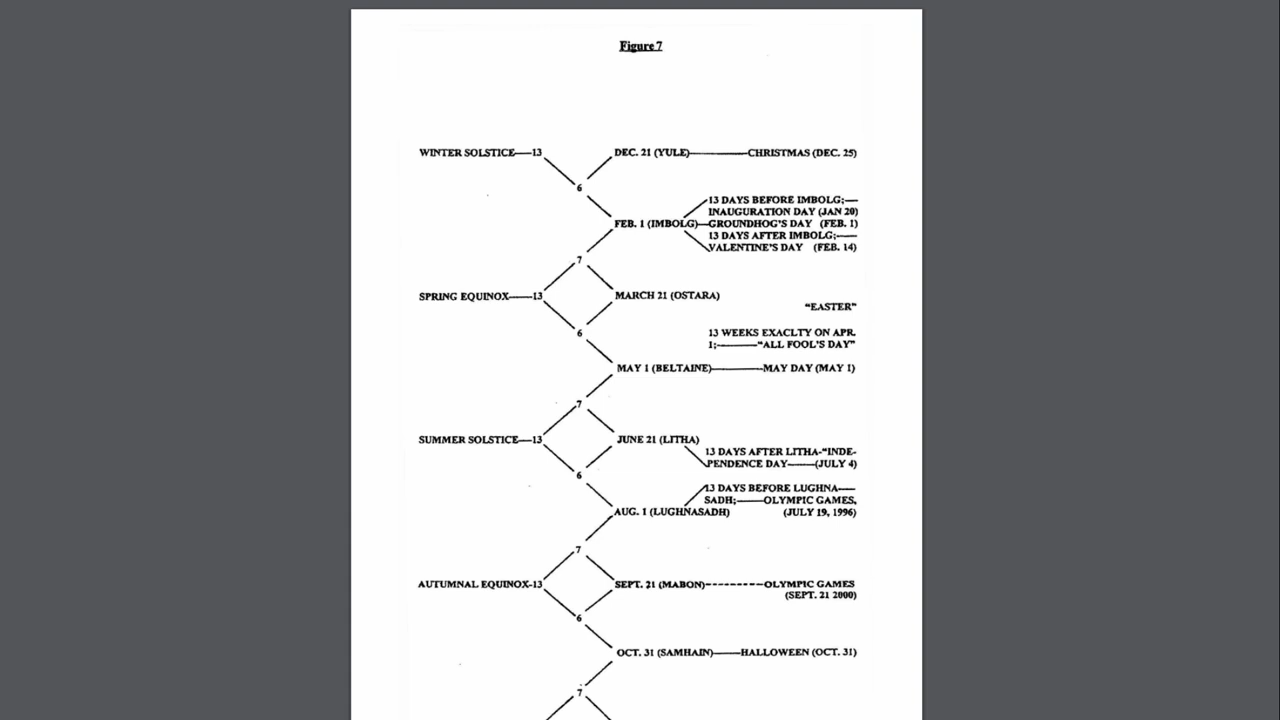 Figure 7
WINTER SOLSTICE—13
DEC. 21 (YULE)———CHRISTMAS (DEC. 25)
6
13 DAYS BEFORE IMBOLG;—
INAUGURATION DAY (JAN 20)
FEB. 1 (IMBOLG)—GROUNDHOG'S DAY (FEB. 1)
13 DAYS AFTER IMBOLG;—
VALENTINE'S DAY (FEB. 14)
7
SPRING EQUINOX—13
MARCH 21 (OSTARA)
"EASTER"
6
13 WEEKS EXACLTY ON APR.
1;———"ALL FOOL'S DAY"
MAY 1 (BELTAINE)———MAY DAY (MAY 1)
7
SUMMER SOLSTICE—13
JUNE 21 (LITHA)
13 DAYS AFTER LITHA-"INDE-
PENDENCE DAY——(JULY 4)
6
13 DAYS BEFORE LUGHNA—
SADH;——OLYMPIC GAMES,
AUG. 1 (LUGHNASADH) (JULY 19, 1996)
7
AUTUMNAL EQUINOX-13
SEPT. 21 (MABON)----------OLYMPIC GAMES
(SEPT. 21 2000)
6
OCT. 31 (SAMHAIN)——HALLOWEEN (OCT. 31)
7